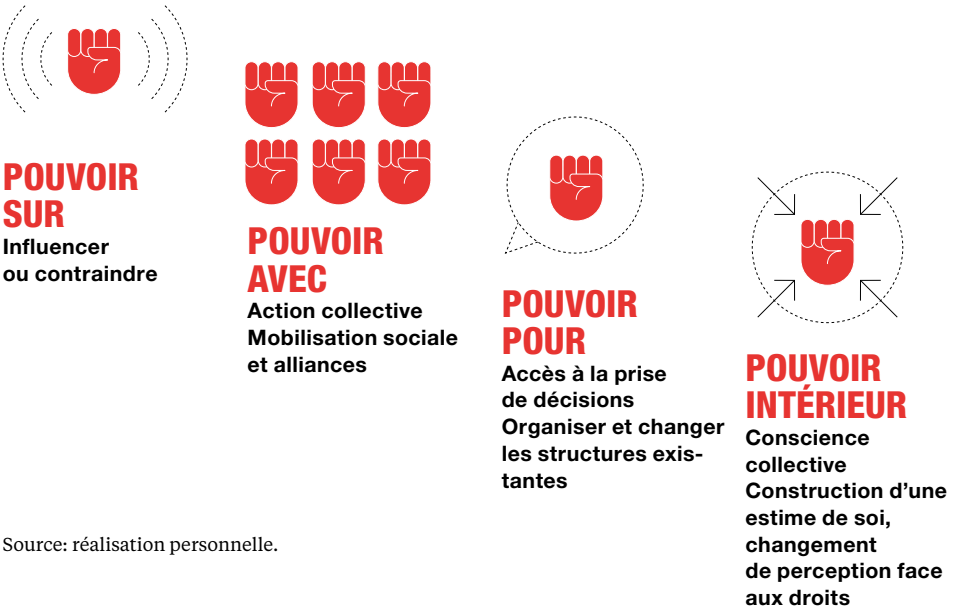 POUVOIR
SUR
Influencer
ou contraindre
POUVOIR
AVEC
Action collective
Mobilisation sociale
et alliances
POUVOIR
POUR
Accès à la prise
de décisions
Organiser et changer
les structures exis-
tantes
POUVOIR
INTÉRIEUR
Conscience
collective
Construction d’une
estime de soi,
changement
de perception face
aux droits
Source: réalisation personnelle.